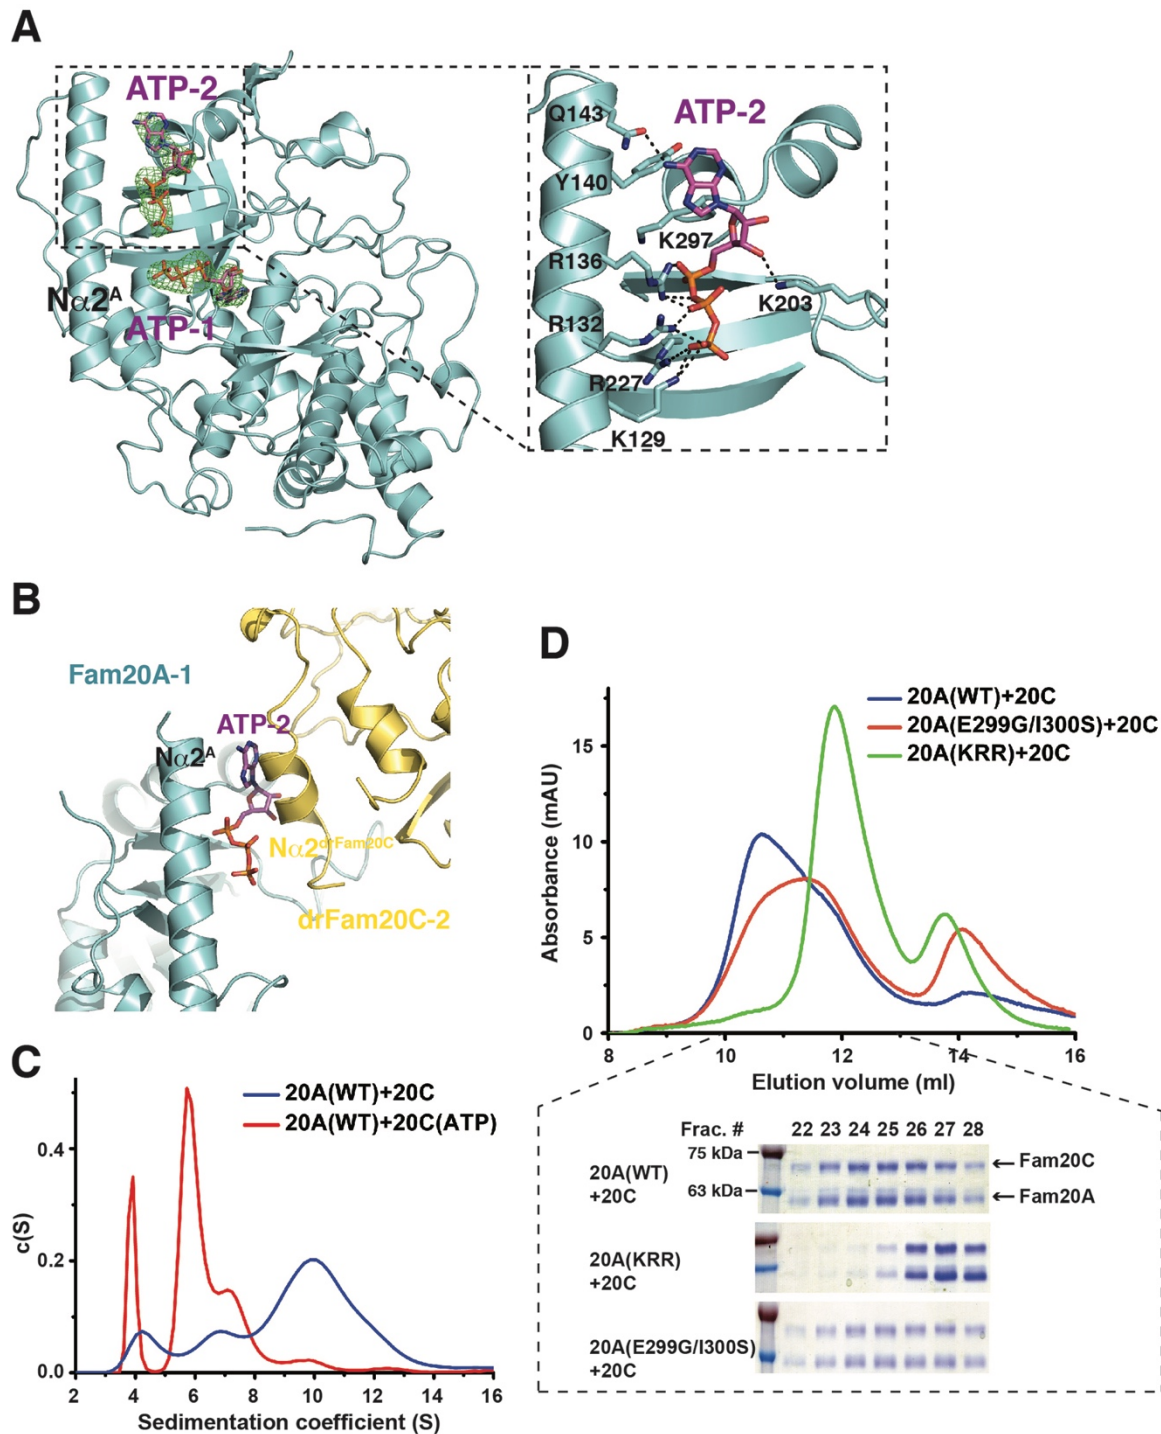 A
ATP-2
Nα2ᴬ
ATP-1
Q143
ATP-2
Y140
K297
R136
K203
R132
R227
K129
B
Fam20A-1
ATP-2
Nα2ᴬ
Nα2drFam20C
drFam20C-2
C
20A(WT)+20C
20A(WT)+20C(ATP)
c(S)
0.4
0.2
0.0
2 4 6 8 10 12 14 16
Sedimentation coefficient (S)
D
20A(WT)+20C
20A(E299G/I300S)+20C
20A(KRR)+20C
Absorbance (mAU)
15
10
5
0
8 10 12 14 16
Elution volume (ml)
Frac. # 22 23 24 25 26 27 28
75 kDa
63 kDa
20A(WT)
+20C
Fam20C
Fam20A
20A(KRR)
+20C
20A(E299G/I300S)
+20C